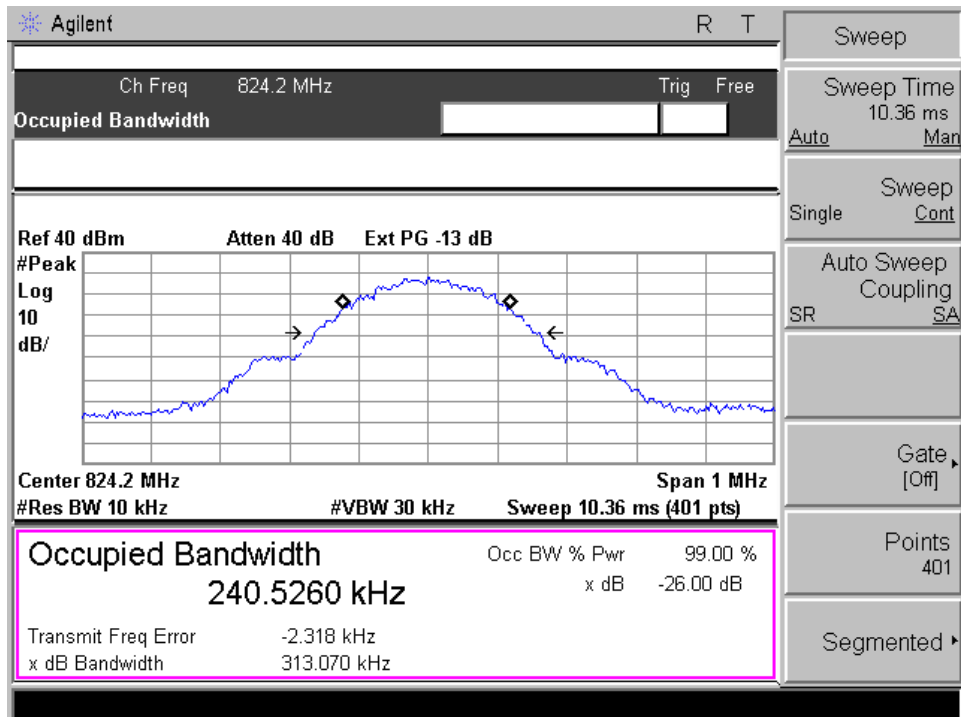 Agilent R T
Ch Freq 824.2 MHz Trig Free
Occupied Bandwidth
Ref 40 dBm Atten 40 dB Ext PG -13 dB
#Peak
Log
10
dB/
Center 824.2 MHz Span 1 MHz
#Res BW 10 kHz #VBW 30 kHz Sweep 10.36 ms (401 pts)
Occupied Bandwidth Occ BW % Pwr 99.00 %
240.5260 kHz x dB -26.00 dB
Transmit Freq Error -2.318 kHz
x dB Bandwidth 313.070 kHz
Sweep
Sweep Time
10.36 ms
Auto Man
Sweep
Single Cont
Auto Sweep
Coupling
SR SA
Gate
[Off]
Points
401
Segmented